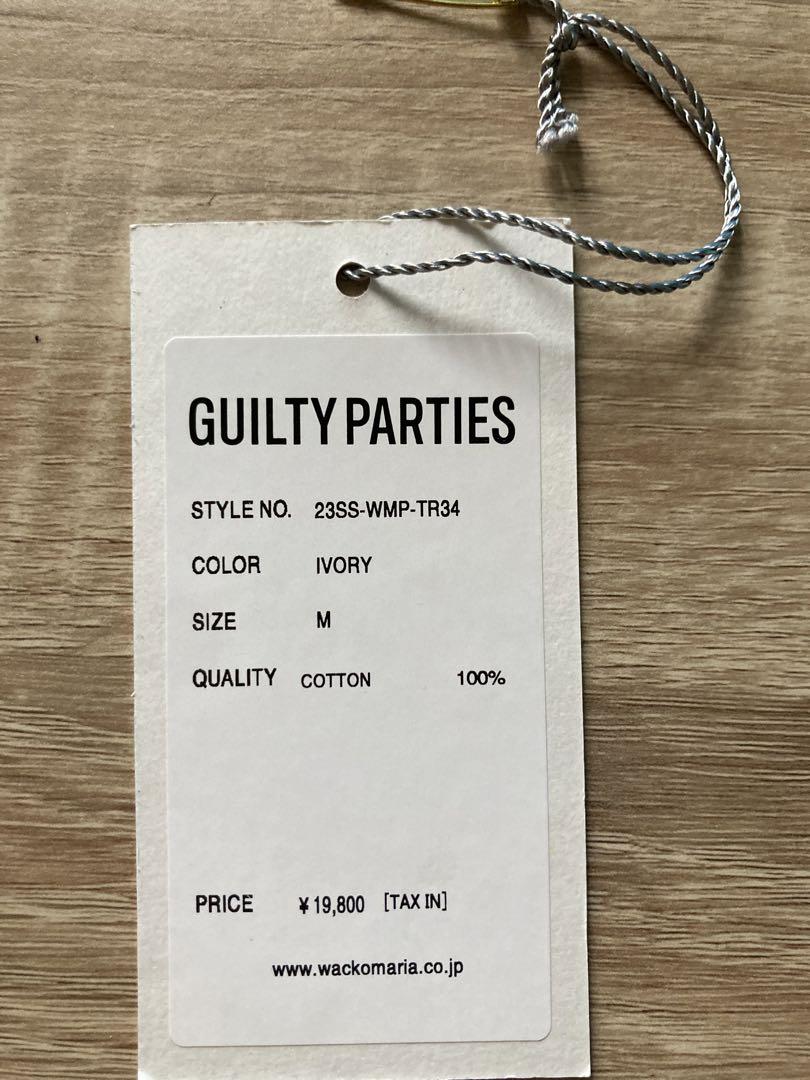 GUILTY PARTIES
STYLE NO. 23SS-WMP-TR34
COLOR IVORY
SIZE M
QUALITY COTTON 100%
PRICE ¥19,800 [TAX IN]
www.wackomaria.co.jp